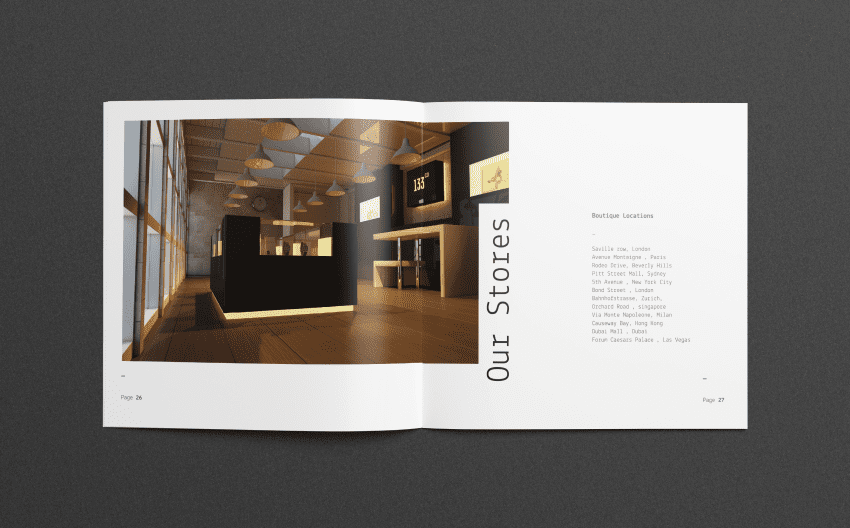 133
Our Stores
Boutique Locations
—
Saville row, London
Avenue Montaigne , Paris
Rodeo Drive, Beverly Hills
Pitt Street Mall, Sydney
5th Avenue , New York City
Bond Street , London
Bahnhofstrasse, Zurich,
Orchard Road , singapore
Via Monte Napoleone, Milan
Causeway Bay, Hong Kong
Dubai Mall , Dubai
Forum Caesars Palace , Las Vegas
—
Page 26
—
Page 27